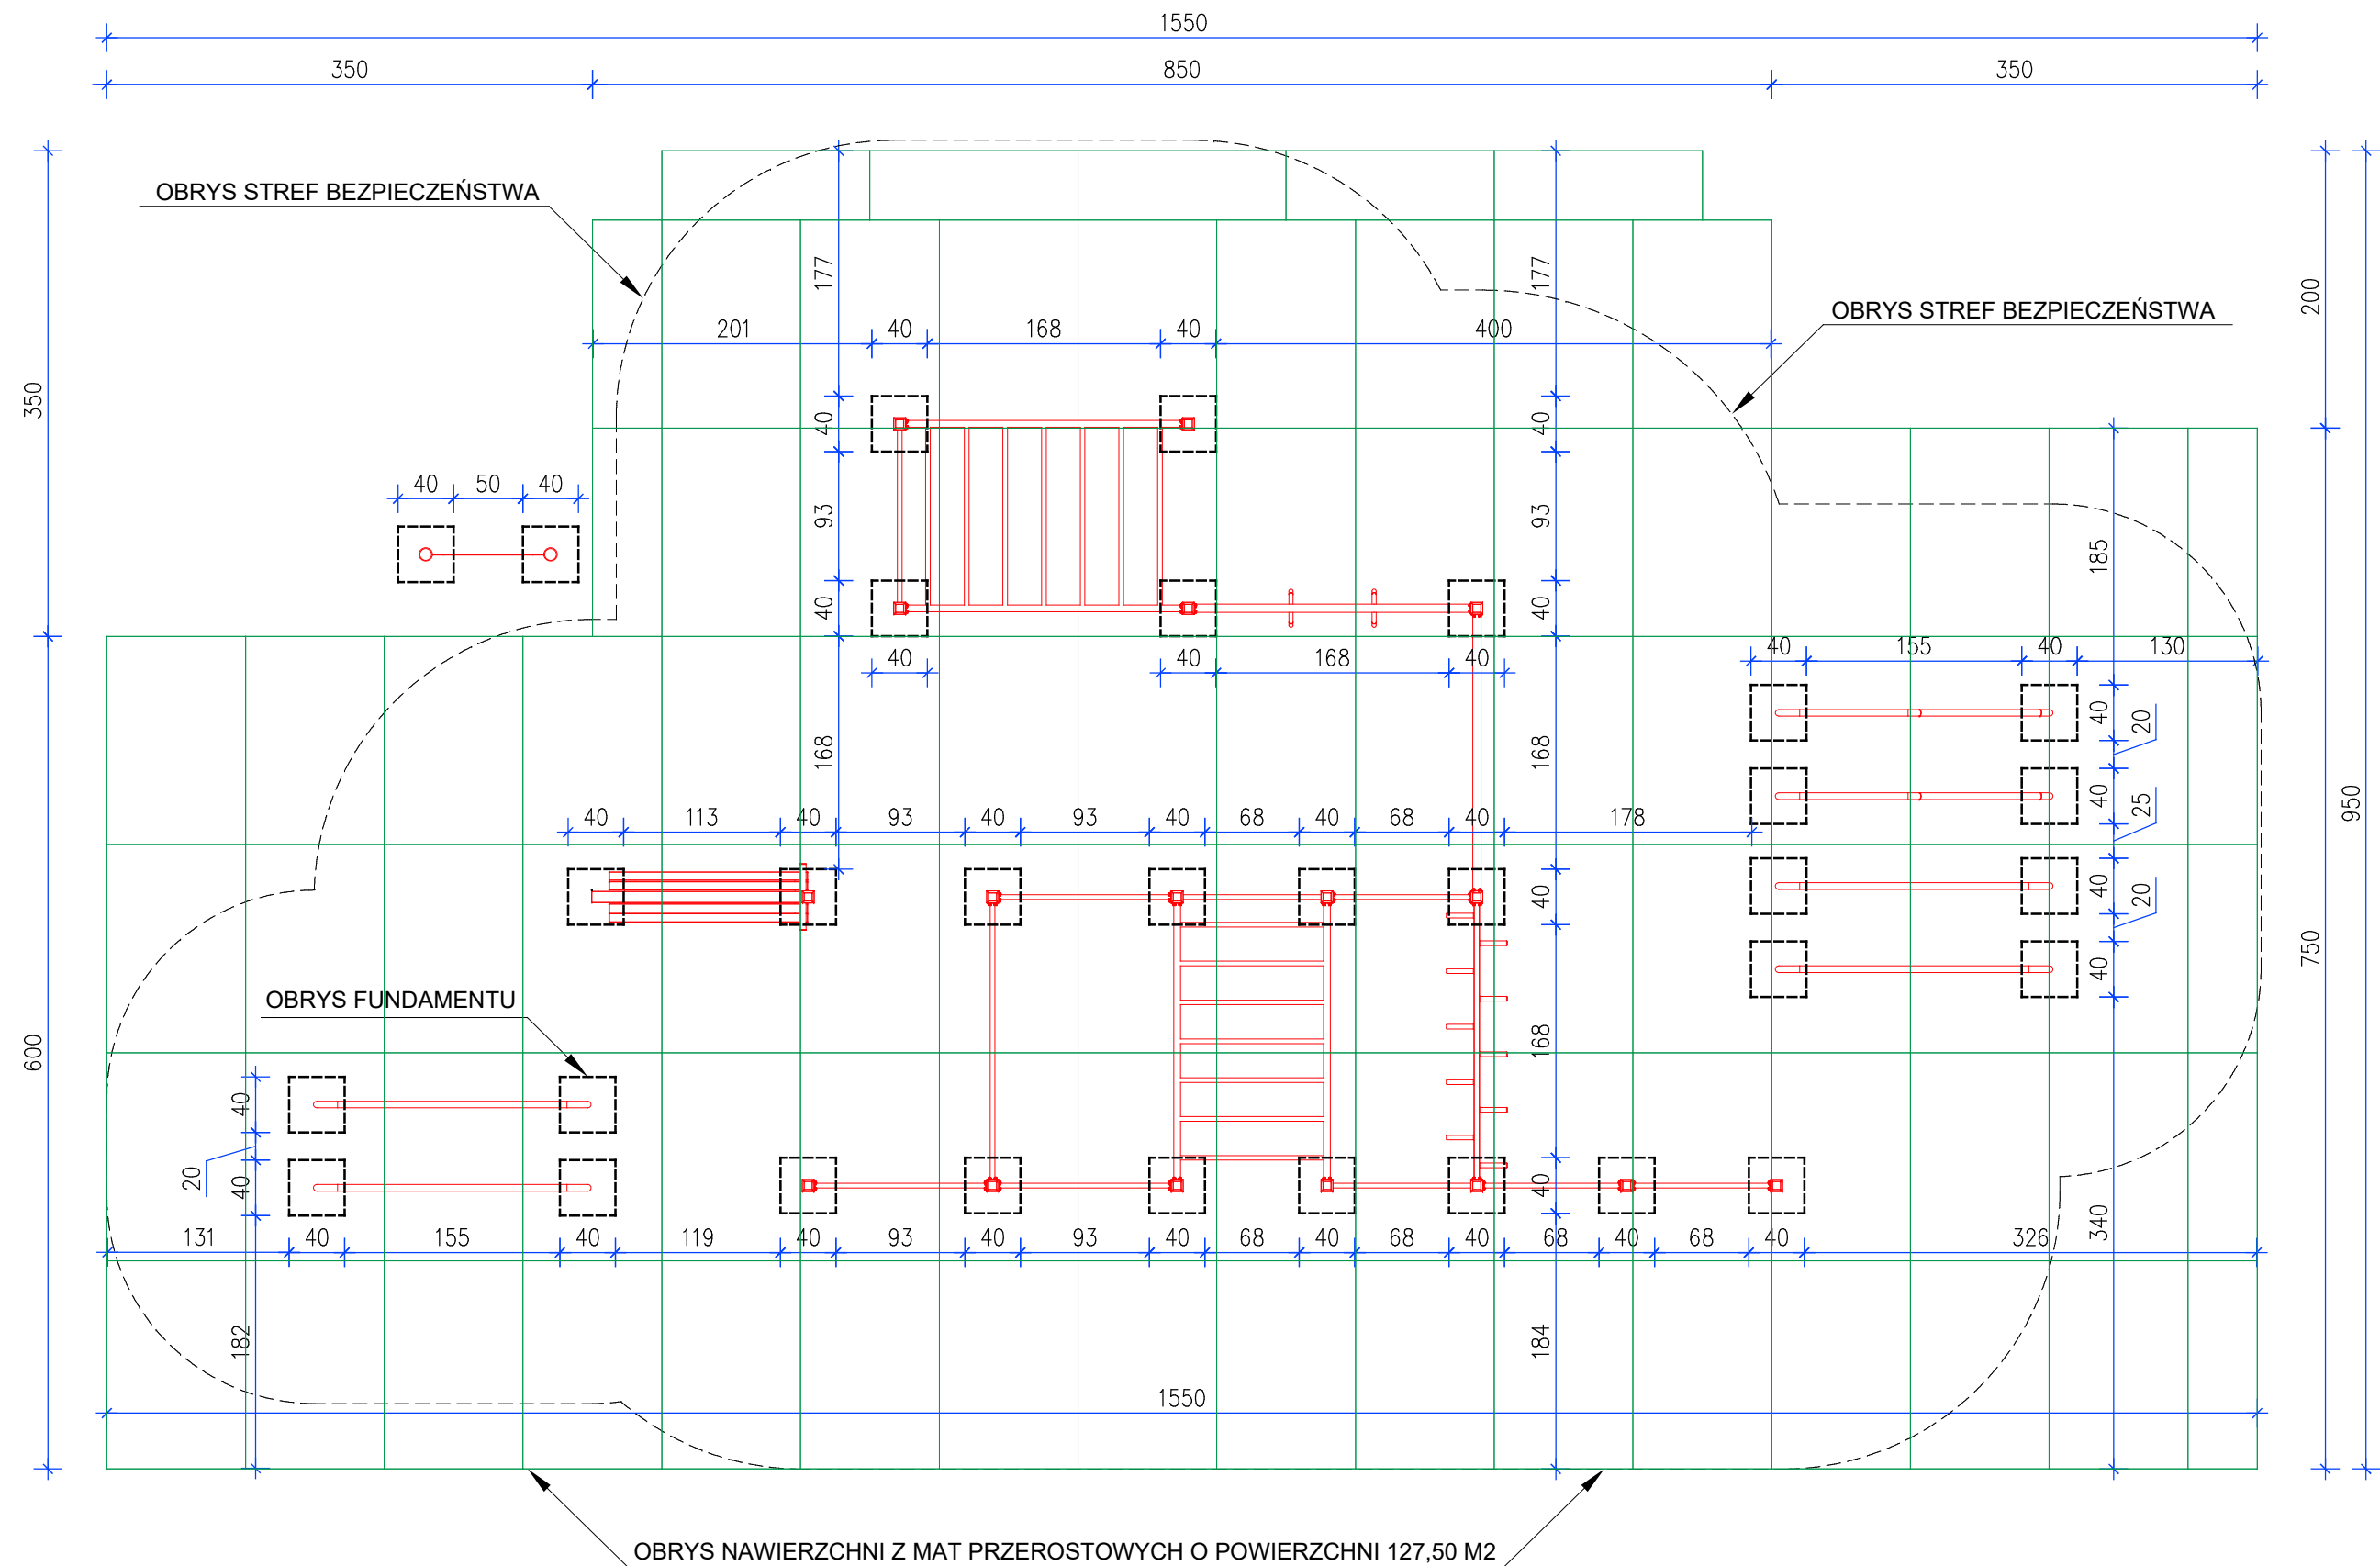 1550
350 850 350
OBRYS STREF BEZPIECZEŃSTWA
177 177
200
OBRYS STREF BEZPIECZEŃSTWA
201 40 168 40 400
350
40 40
40 50 40
93 93
185
40 40
40 155 40 130
40 40 168 40
40 20
168 168
950
40 25
40 113 40 93 40 93 40 68 40 68 40 178
40 20
40
750
40
OBRYS FUNDAMENTU
600
168
40
20
40
40
340
131 40 155 40 119 40 93 40 93 40 68 40 68 40 68 40 68 40 326
182
184
1550
OBRYS NAWIERZCHNI Z MAT PRZEROSTOWYCH O POWIERZCHNI 127,50 M2